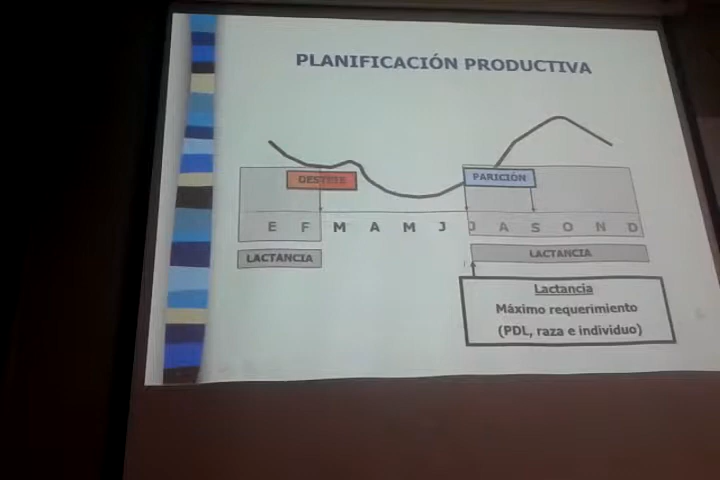 PLANIFICACIÓN PRODUCTIVA
DESTETE
PARICIÓN
E F M A M J J A S O N D
LACTANCIA
LACTANCIA
Lactancia
Máximo requerimiento
(PDL, raza e individuo)